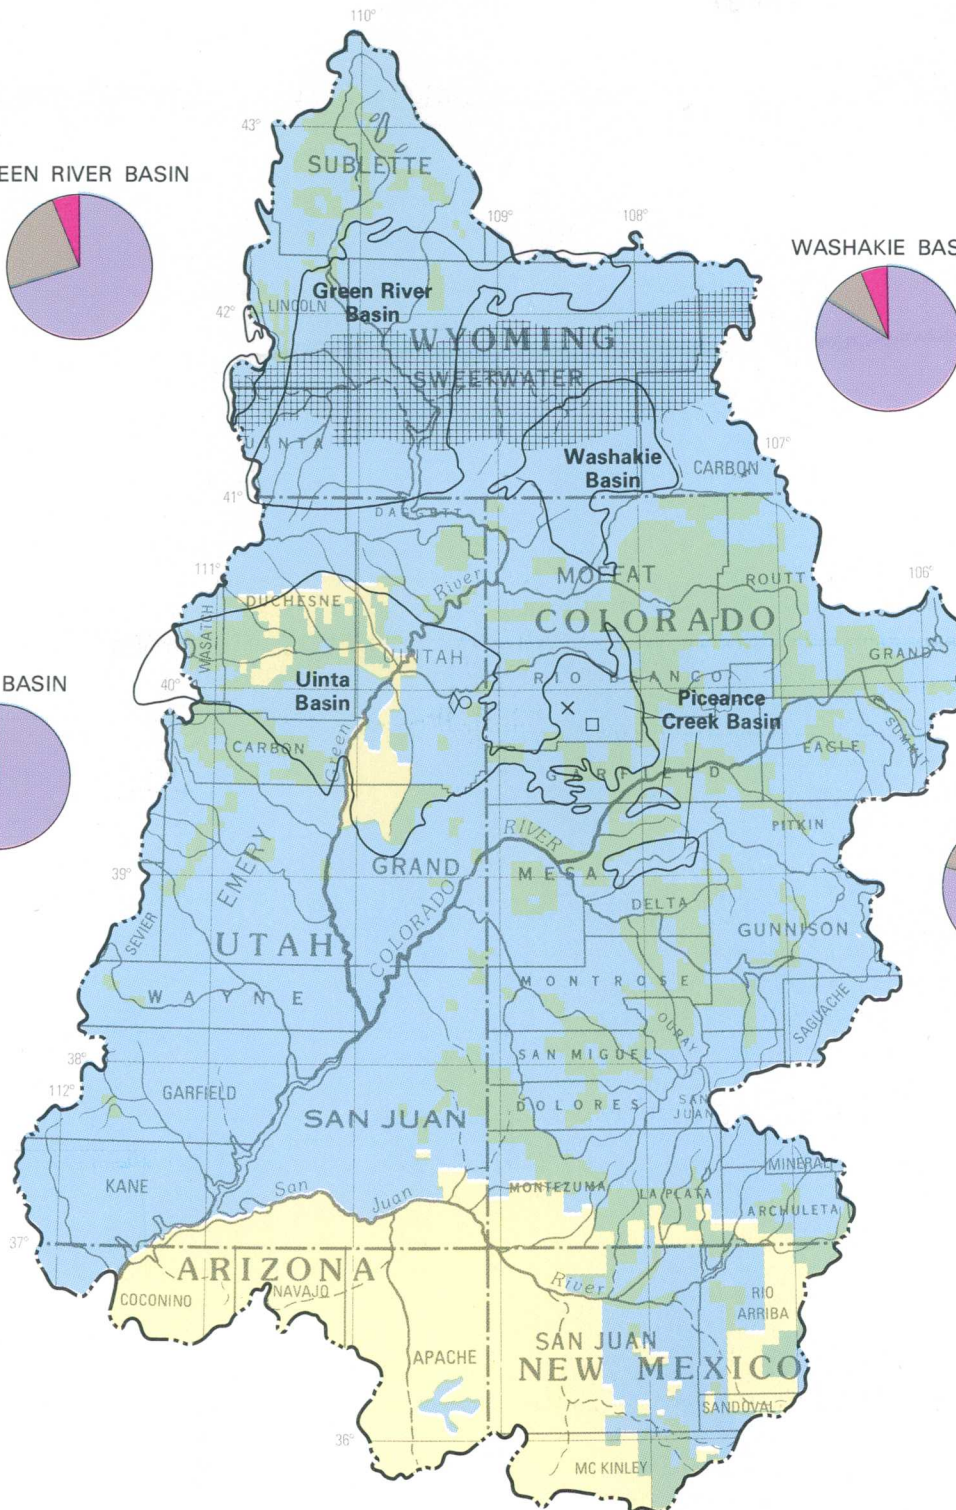 110°
43°
SUBLETTE
EEN RIVER BASIN
109°
108°
WASHAKIE BAS
Green River
Basin
LINCOLN
42°
WYOMING
SWEETWATER
UINTA
107°
Washakie
Basin
CARBON
41°
DAGGETT
111°
River
MOFFAT
ROUTT
106°
DUCHESNE
COLORADO
WASATCH
UINTAH
GRAND
RIO BLANCO
BASIN
40°
Uinta
Basin
Piceance
Creek Basin
SUMMIT
Green
CARBON
EAGLE
GARFIELD
RIVER
PITKIN
EMERY
GRAND
MESA
39°
DELTA
COLORADO
SEVIER
UTAH
GUNNISON
MONTROSE
WAYNE
SAGUACHE
OURAY
SAN MIGUEL
38°
112°
GARFIELD
DOLORES
SAN
JUAN
SAN JUAN
MINERAL
KANE
San
Juan
MONTEZUMA
LA PLATA
ARCHULETA
37°
ARIZONA
River
COCONINO
NAVAJO
RIO
ARRIBA
SAN JUAN
APACHE
NEW MEXICO
SANDOVAL
36°
MC KINLEY